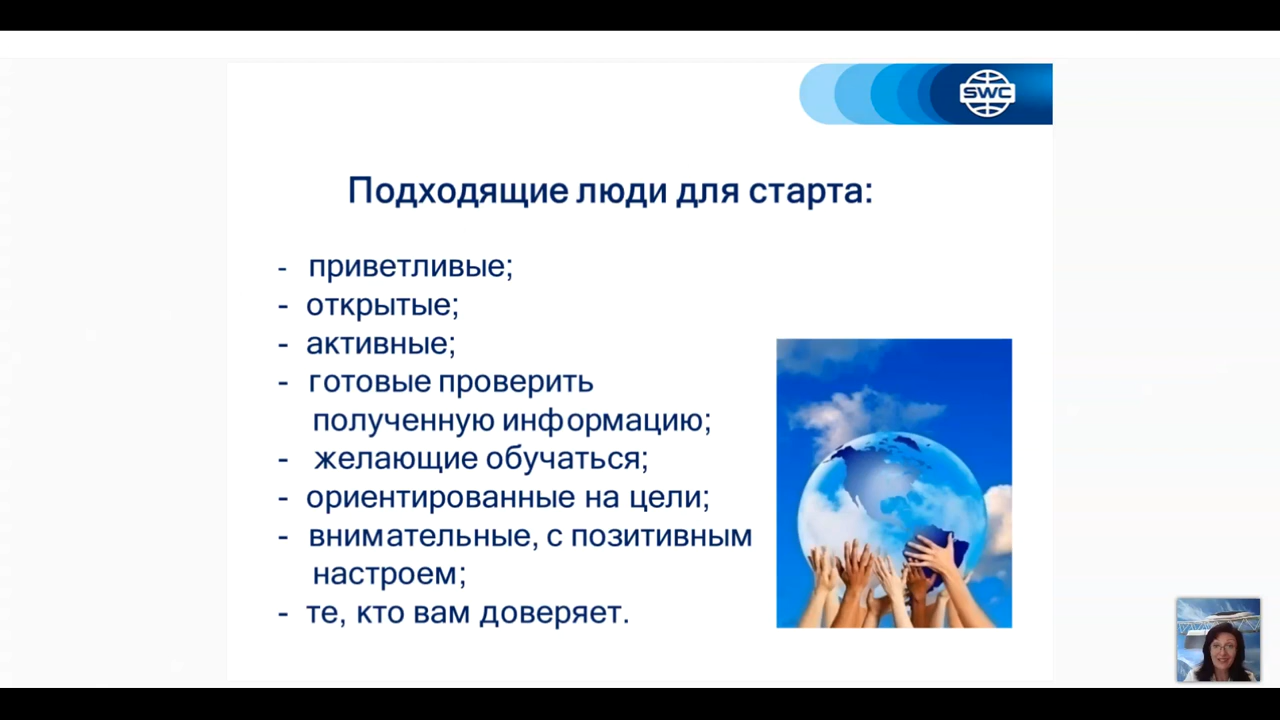 SWC
Подходящие люди для старта:
- приветливые;
- открытые;
- активные;
- готовые проверить
полученную информацию;
- желающие обучаться;
- ориентированные на цели;
- внимательные, с позитивным
настроем;
- те, кто вам доверяет.